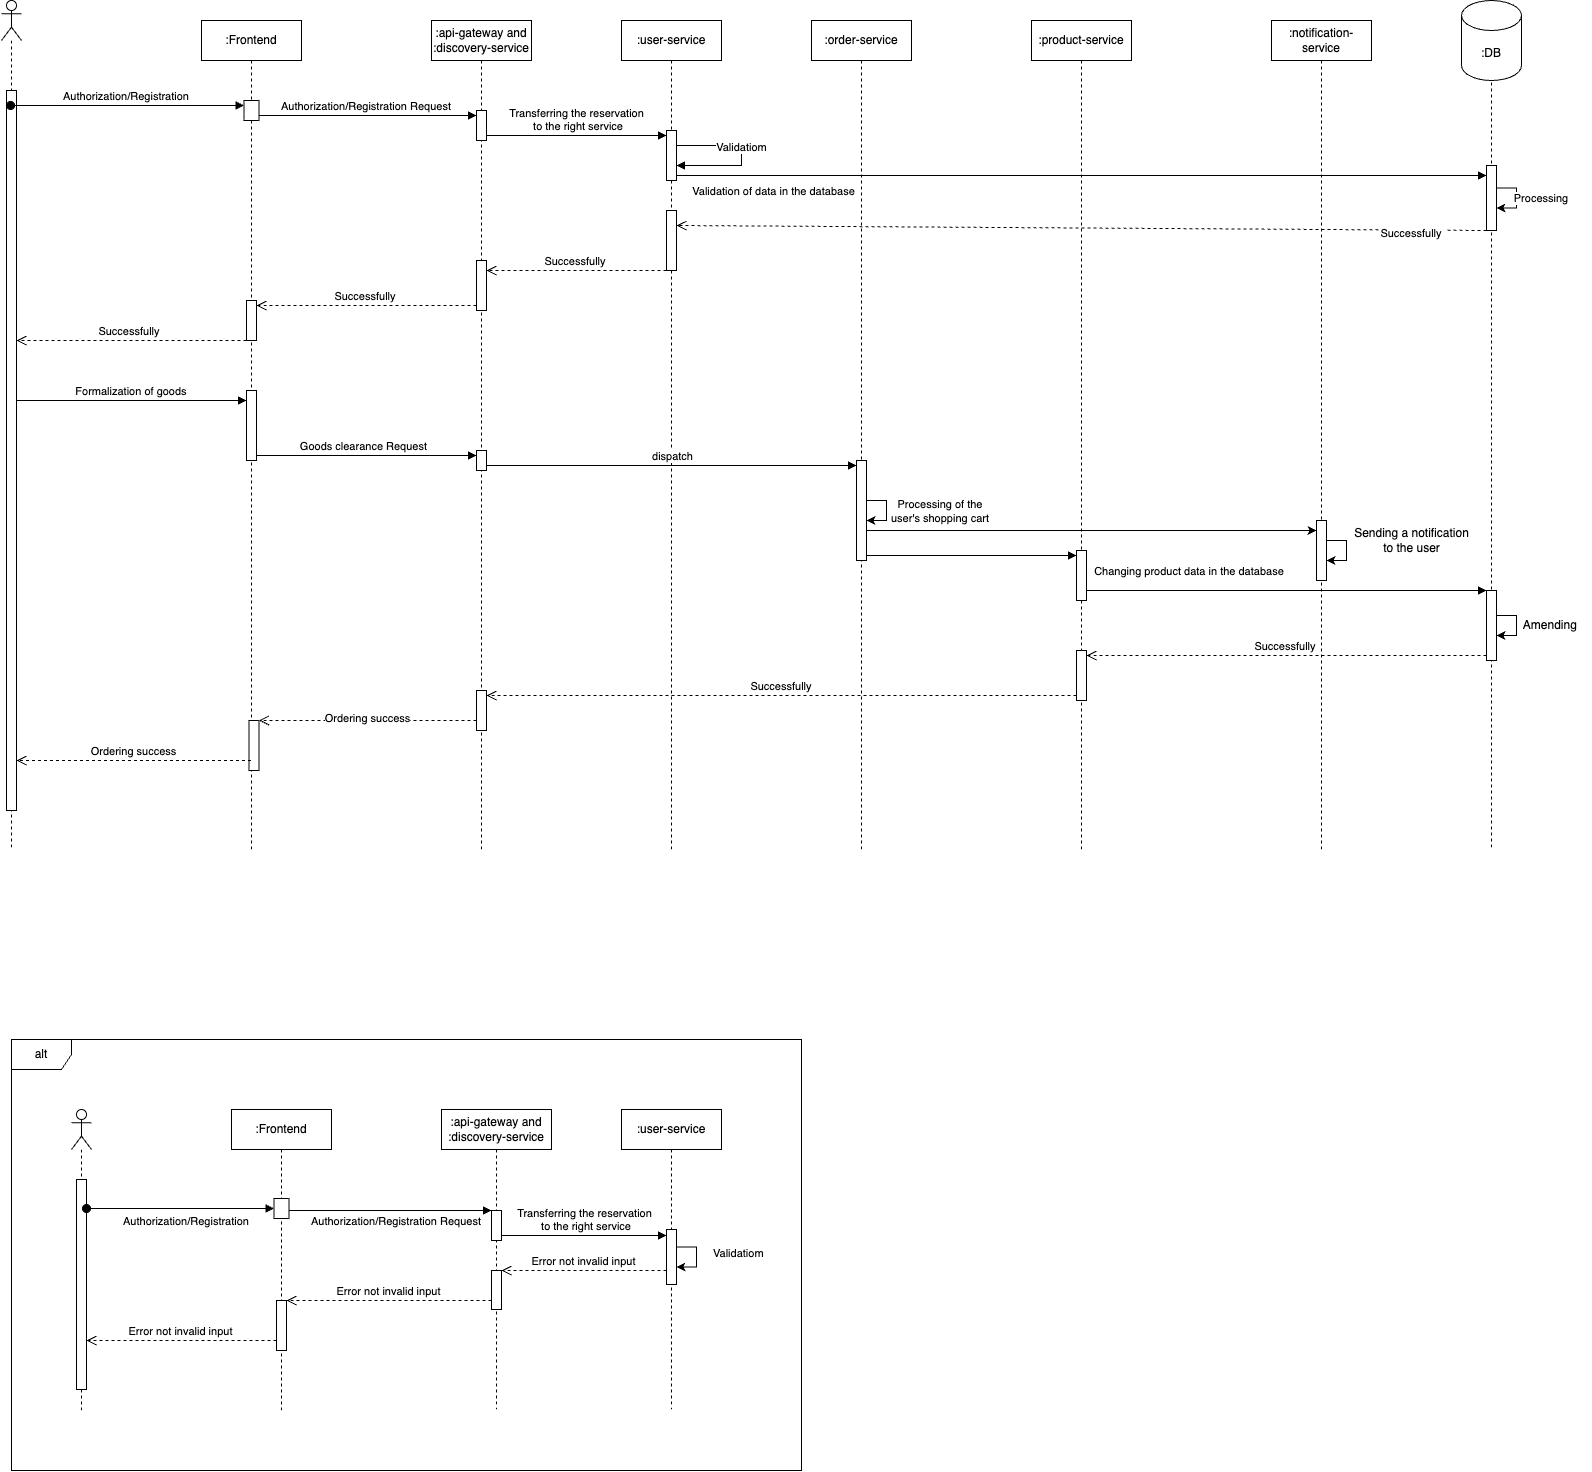 :Frontend
:api-gateway and
:discovery-service
:user-service
:order-service
:product-service
:notification-
service
:DB
Authorization/Registration
Authorization/Registration Request
Transferring the reservation
to the right service
Validatiom
Validation of data in the database
Processing
Successfully
Successfully
Successfully
Successfully
Formalization of goods
Goods clearance Request
dispatch
Processing of the
user's shopping cart
Sending a notification
to the user
Changing product data in the database
Amending
Successfully
Successfully
Ordering success
Ordering success
alt
:Frontend
:api-gateway and
:discovery-service
:user-service
Authorization/Registration
Authorization/Registration Request
Transferring the reservation
to the right service
Validatiom
Error not invalid input
Error not invalid input
Error not invalid input